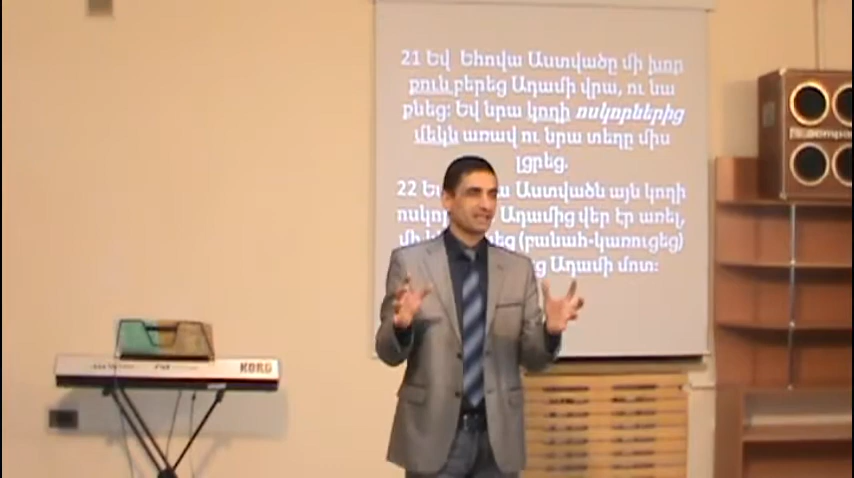 21 Եվ Եհովա Աստվածը մի խոր
քուն բերեց Ադամի վրա, ու նա
քնեց: Եվ նրա կողի ոսկորներից
մեկն առավ ու նրա տեղը միս
լցրեց.
22 Եվ Աստվածն այն կողի
Ադամից վեր էր առել,
(բանահ-կառուցեց)
Ադամի մոտ:
KORG